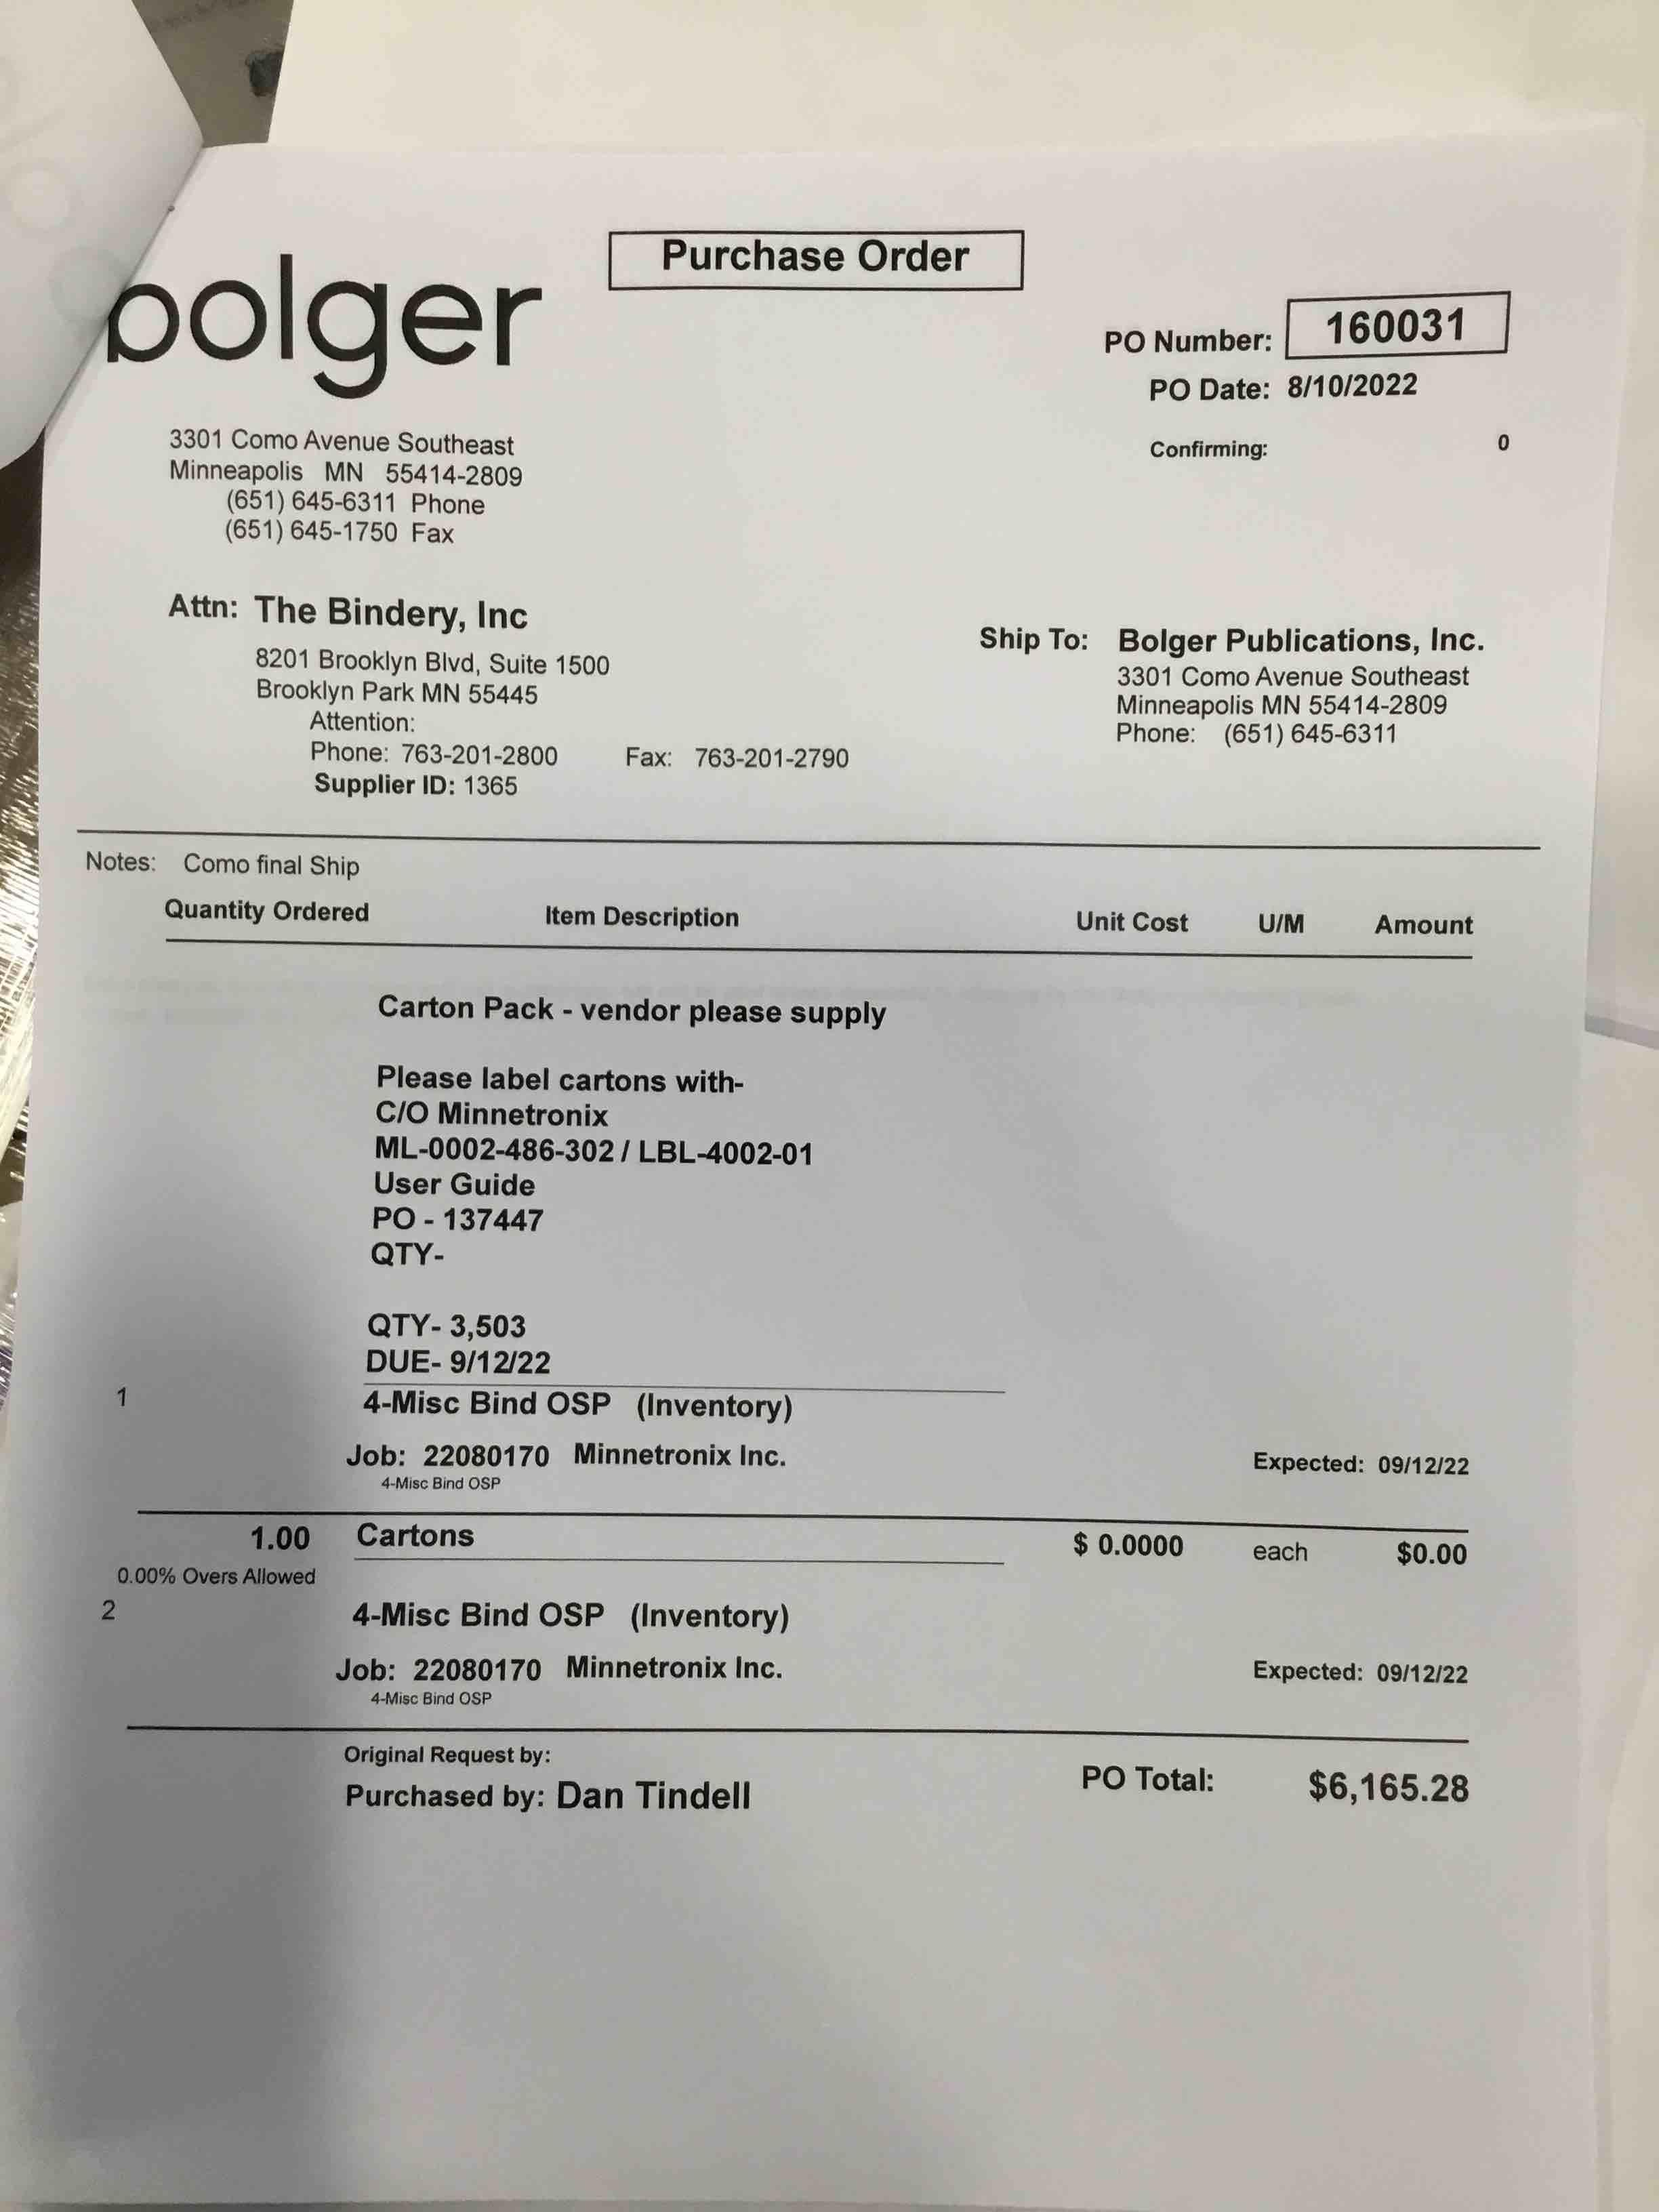 Purchase Order
bolger
PO Number: 160031
PO Date: 8/10/2022
Confirming: 0
3301 Como Avenue Southeast
Minneapolis MN 55414-2809
(651) 645-6311 Phone
(651) 645-1750 Fax
Attn: The Bindery, Inc
8201 Brooklyn Blvd, Suite 1500
Brooklyn Park MN 55445
Attention:
Phone: 763-201-2800 Fax: 763-201-2790
Supplier ID: 1365
Ship To: Bolger Publications, Inc.
3301 Como Avenue Southeast
Minneapolis MN 55414-2809
Phone: (651) 645-6311
Notes: Como final Ship
Quantity Ordered Item Description Unit Cost U/M Amount
Carton Pack - vendor please supply
Please label cartons with-
C/O Minnetronix
ML-0002-486-302 / LBL-4002-01
User Guide
PO - 137447
QTY-
QTY- 3,503
DUE- 9/12/22
1 4-Misc Bind OSP (Inventory)
Job: 22080170 Minnetronix Inc. Expected: 09/12/22
4-Misc Bind OSP
1.00 Cartons $ 0.0000 each $0.00
0.00% Overs Allowed
2 4-Misc Bind OSP (Inventory)
Job: 22080170 Minnetronix Inc. Expected: 09/12/22
4-Misc Bind OSP
Original Request by:
Purchased by: Dan Tindell PO Total: $6,165.28